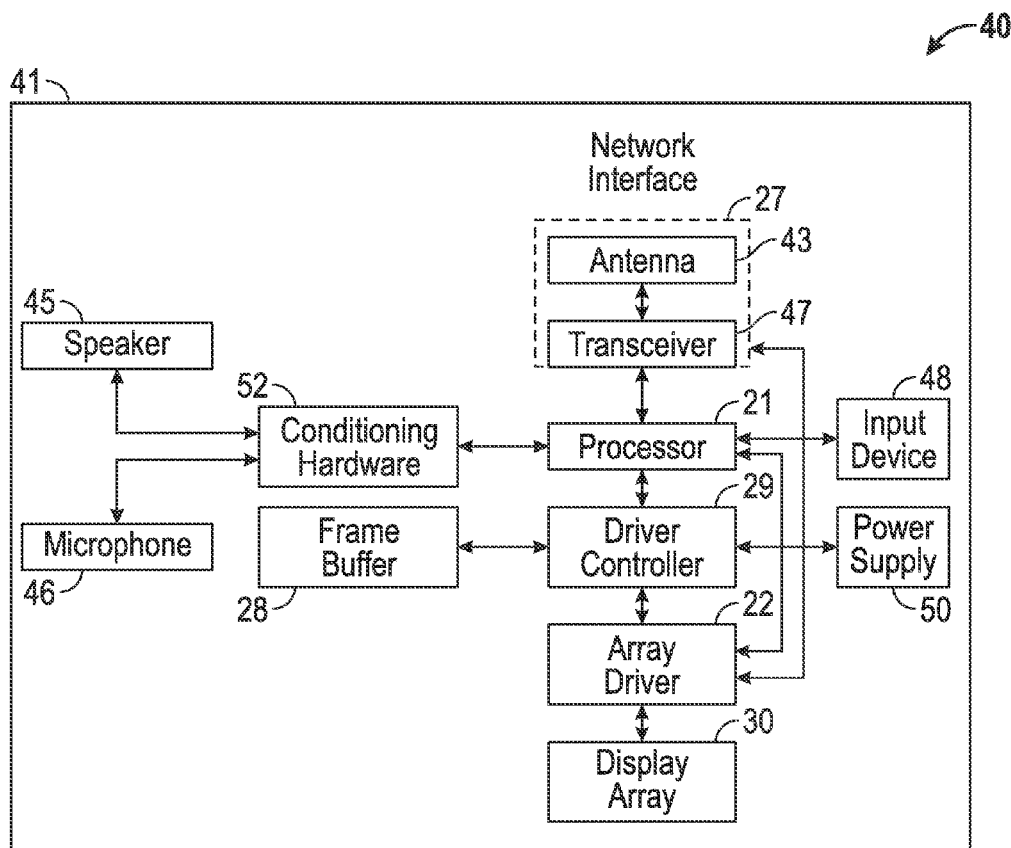 40
41
Network
Interface
27
Antenna
43
45
Speaker
Transceiver
47
52
Conditioning
Hardware
21
Processor
48
Input
Device
29
Microphone
46
Frame
Buffer
28
Driver
Controller
Power
Supply
50
22
Array
Driver
30
Display
Array